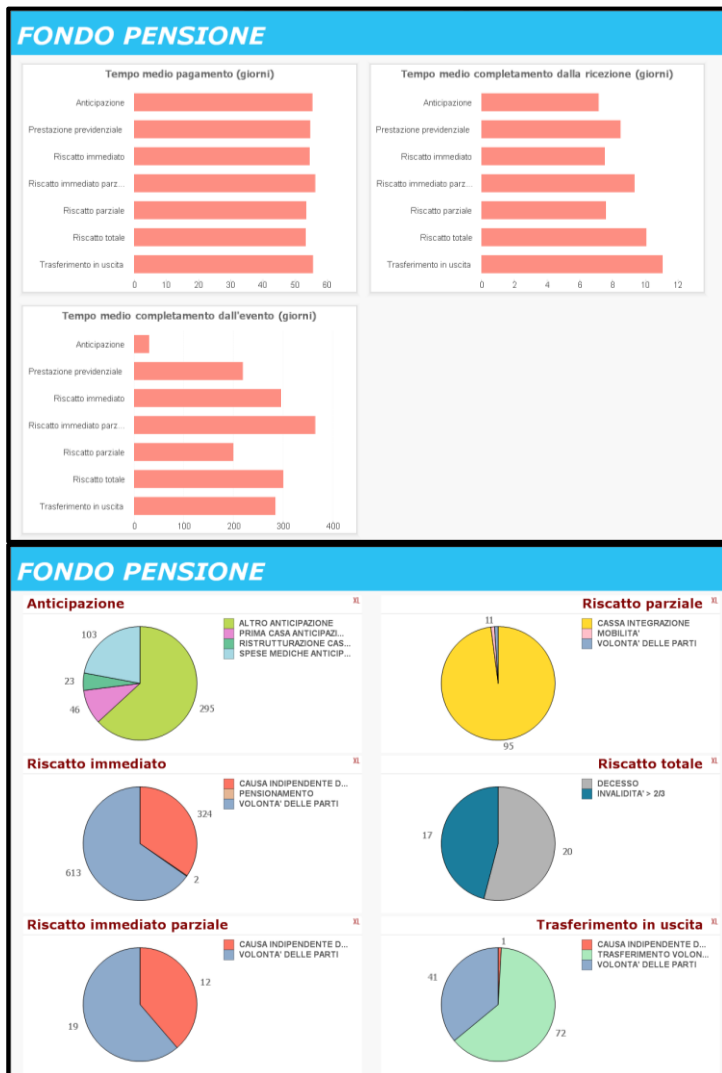 FONDO PENSIONE
Tempo medio pagamento (giorni)
Anticipazione
Prestazione previdenziale
Riscatto immediato
Riscatto immediato parz...
Riscatto parziale
Riscatto totale
Trasferimento in uscita
0 10 20 30 40 50 60
Tempo medio completamento dalla ricezione (giorni)
Anticipazione
Prestazione previdenziale
Riscatto immediato
Riscatto immediato parz...
Riscatto parziale
Riscatto totale
Trasferimento in uscita
0 2 4 6 8 10 12
Tempo medio completamento dall'evento (giorni)
Anticipazione
Prestazione previdenziale
Riscatto immediato
Riscatto immediato parz...
Riscatto parziale
Riscatto totale
Trasferimento in uscita
0 100 200 300 400
FONDO PENSIONE
Anticipazione
XL
ALTRO ANTICIPAZIONE
PRIMA CASA ANTICIPAZI...
RISTRUTTURAZIONE CAS...
SPESE MEDICHE ANTICIP...
103
23
46
295
Riscatto parziale
XL
CASSA INTEGRAZIONE
MOBILITA'
VOLONTA' DELLE PARTI
11
95
Riscatto immediato
XL
CAUSA INDIPENDENTE D...
PENSIONAMENTO
VOLONTA' DELLE PARTI
324
613
2
Riscatto totale
XL
DECESSO
INVALIDITA' > 2/3
17
20
Riscatto immediato parziale
XL
CAUSA INDIPENDENTE D...
VOLONTA' DELLE PARTI
12
19
Trasferimento in uscita
XL
CAUSA INDIPENDENTE D...
TRASFERIMENTO VOLON...
VOLONTA' DELLE PARTI
1
41
72